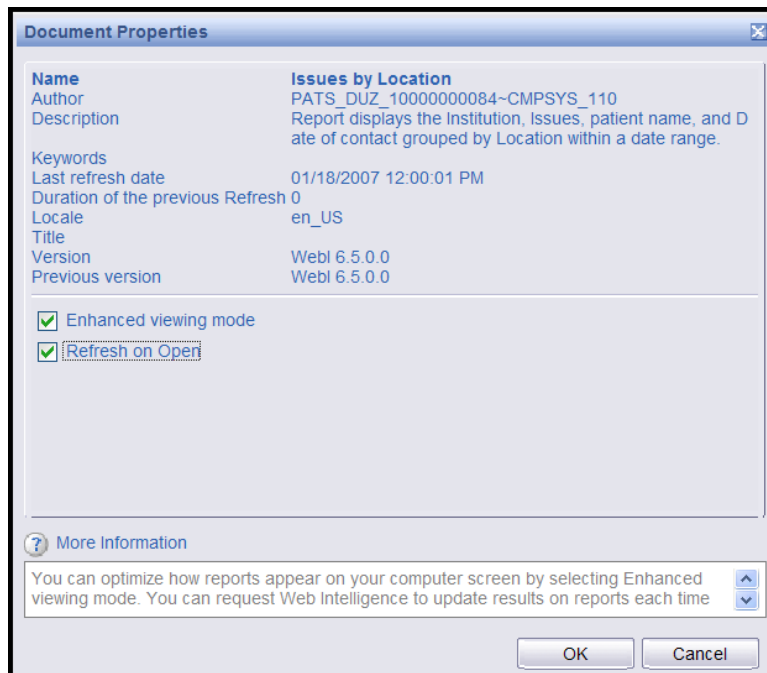 Document Properties
Name Issues by Location
Author PATS_DUZ_10000000084~CMPSYS_110
Description Report displays the Institution, Issues, patient name, and D
ate of contact grouped by Location within a date range.
Keywords
Last refresh date 01/18/2007 12:00:01 PM
Duration of the previous Refresh 0
Locale en_US
Title
Version WebI 6.5.0.0
Previous version WebI 6.5.0.0
Enhanced viewing mode
Refresh on Open
? More Information
You can optimize how reports appear on your computer screen by selecting Enhanced
viewing mode. You can request Web Intelligence to update results on reports each time
OK Cancel